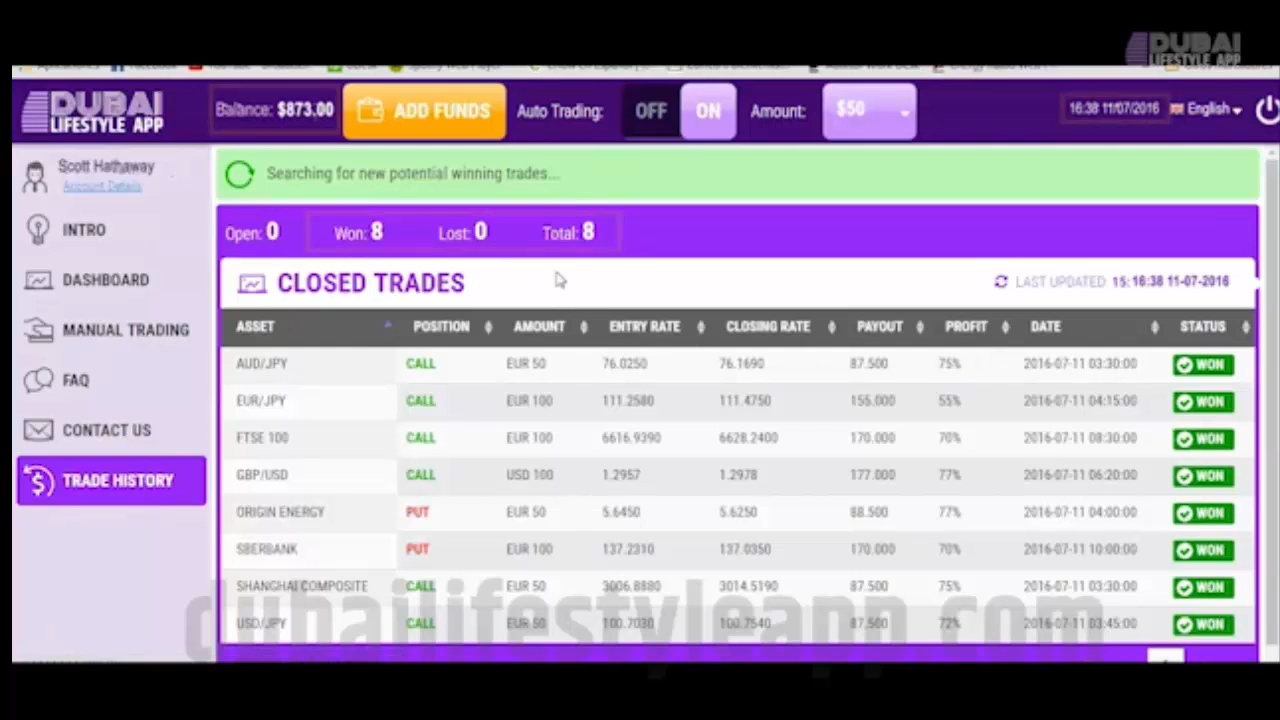 DUBAI
LIFESTYLE APP
DUBAI
LIFESTYLE APP
Balance: $873.00
ADD FUNDS
Auto Trading: OFF ON
Amount: $50
16:38 11/07/2016
English
Scott Hathaway
Account Details
INTRO
DASHBOARD
MANUAL TRADING
FAQ
CONTACT US
TRADE HISTORY
Searching for new potential winning trades...
Open: 0 Won: 8 Lost: 0 Total: 8
CLOSED TRADES
LAST UPDATED 15:16:38 11-07-2016
ASSET POSITION AMOUNT ENTRY RATE CLOSING RATE PAYOUT PROFIT DATE STATUS
AUD/JPY CALL EUR 50 76.0250 76.1690 87.500 75% 2016-07-11 03:30:00 WON
EUR/JPY CALL EUR 100 111.2580 111.4750 155.000 55% 2016-07-11 04:15:00 WON
FTSE 100 CALL EUR 100 6616.9390 6628.2400 170.000 70% 2016-07-11 08:30:00 WON
GBP/USD CALL USD 100 1.2957 1.2978 177.000 77% 2016-07-11 06:20:00 WON
ORIGIN ENERGY PUT EUR 50 5.6450 5.6250 88.500 77% 2016-07-11 04:00:00 WON
SBERBANK PUT EUR 100 137.2310 137.0350 170.000 70% 2016-07-11 10:00:00 WON
SHANGHAI COMPOSITE CALL EUR 50 3006.8880 3014.5190 87.500 75% 2016-07-11 03:30:00 WON
USD/JPY CALL EUR 50 100.7030 100.7540 87.500 72% 2016-07-11 03:45:00 WON
dubailifestyleapp.com